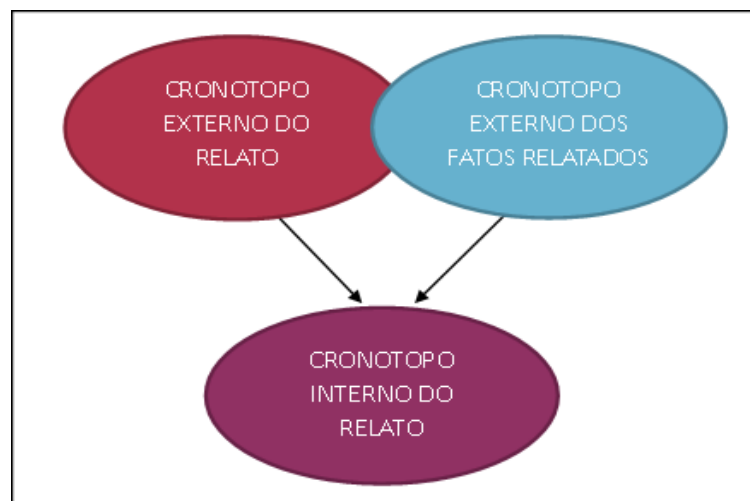 CRONOTOPO
EXTERNO DO
RELATO
CRONOTOPO
EXTERNO DOS
FATOS RELATADOS
CRONOTOPO
INTERNO DO
RELATO